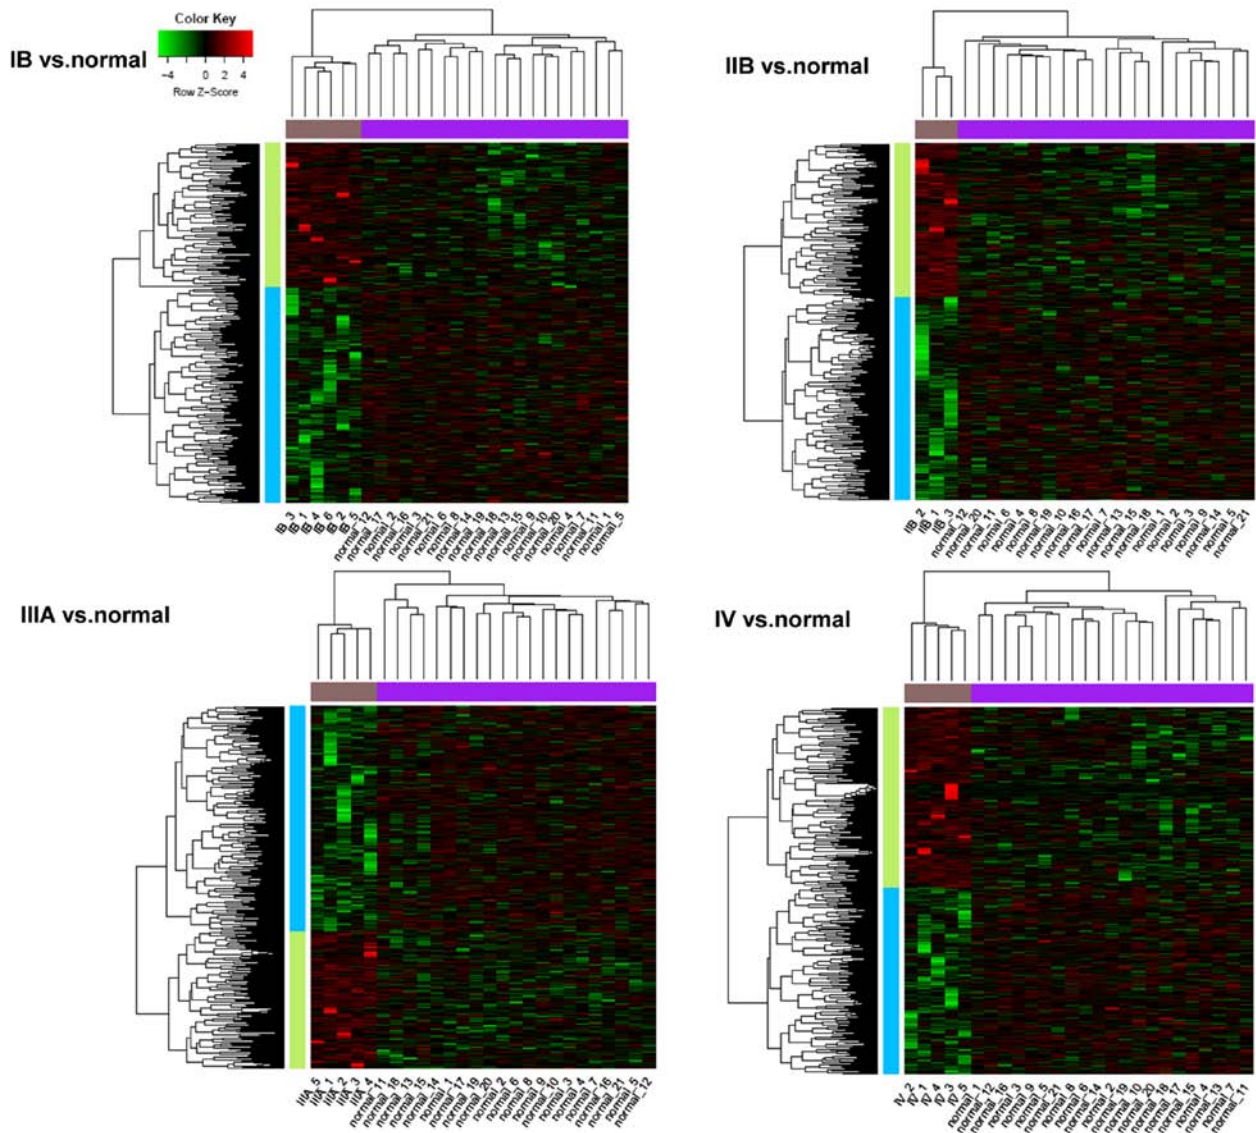 Color Key
IB vs.normal
−4 0 2 4
Row Z-Score
IB_3
IB_1
IB_4
IB_6
IB_2
IB_5
normal_12
normal_17
normal_2
normal_16
normal_3
normal_21
normal_6
normal_8
normal_14
normal_19
normal_18
normal_13
normal_15
normal_9
normal_10
normal_20
normal_4
normal_7
normal_11
normal_1
normal_5
IIB vs.normal
IIB_2
IIB_1
IIB_3
normal_12
normal_20
normal_11
normal_6
normal_4
normal_8
normal_19
normal_10
normal_16
normal_17
normal_7
normal_13
normal_15
normal_18
normal_1
normal_2
normal_3
normal_9
normal_14
normal_5
normal_21
IIIA vs.normal
IIIA_5
IIIA_1
IIIA_2
IIIA_3
IIIA_4
normal_11
normal_18
normal_13
normal_15
normal_14
normal_1
normal_17
normal_19
normal_20
normal_2
normal_6
normal_8
normal_9
normal_10
normal_3
normal_4
normal_7
normal_16
normal_21
normal_5
normal_12
IV vs.normal
IV_2
IV_1
IV_4
IV_3
IV_5
normal_1
normal_12
normal_16
normal_3
normal_9
normal_5
normal_21
normal_8
normal_6
normal_14
normal_2
normal_19
normal_10
normal_20
normal_18
normal_17
normal_15
normal_4
normal_13
normal_7
normal_11